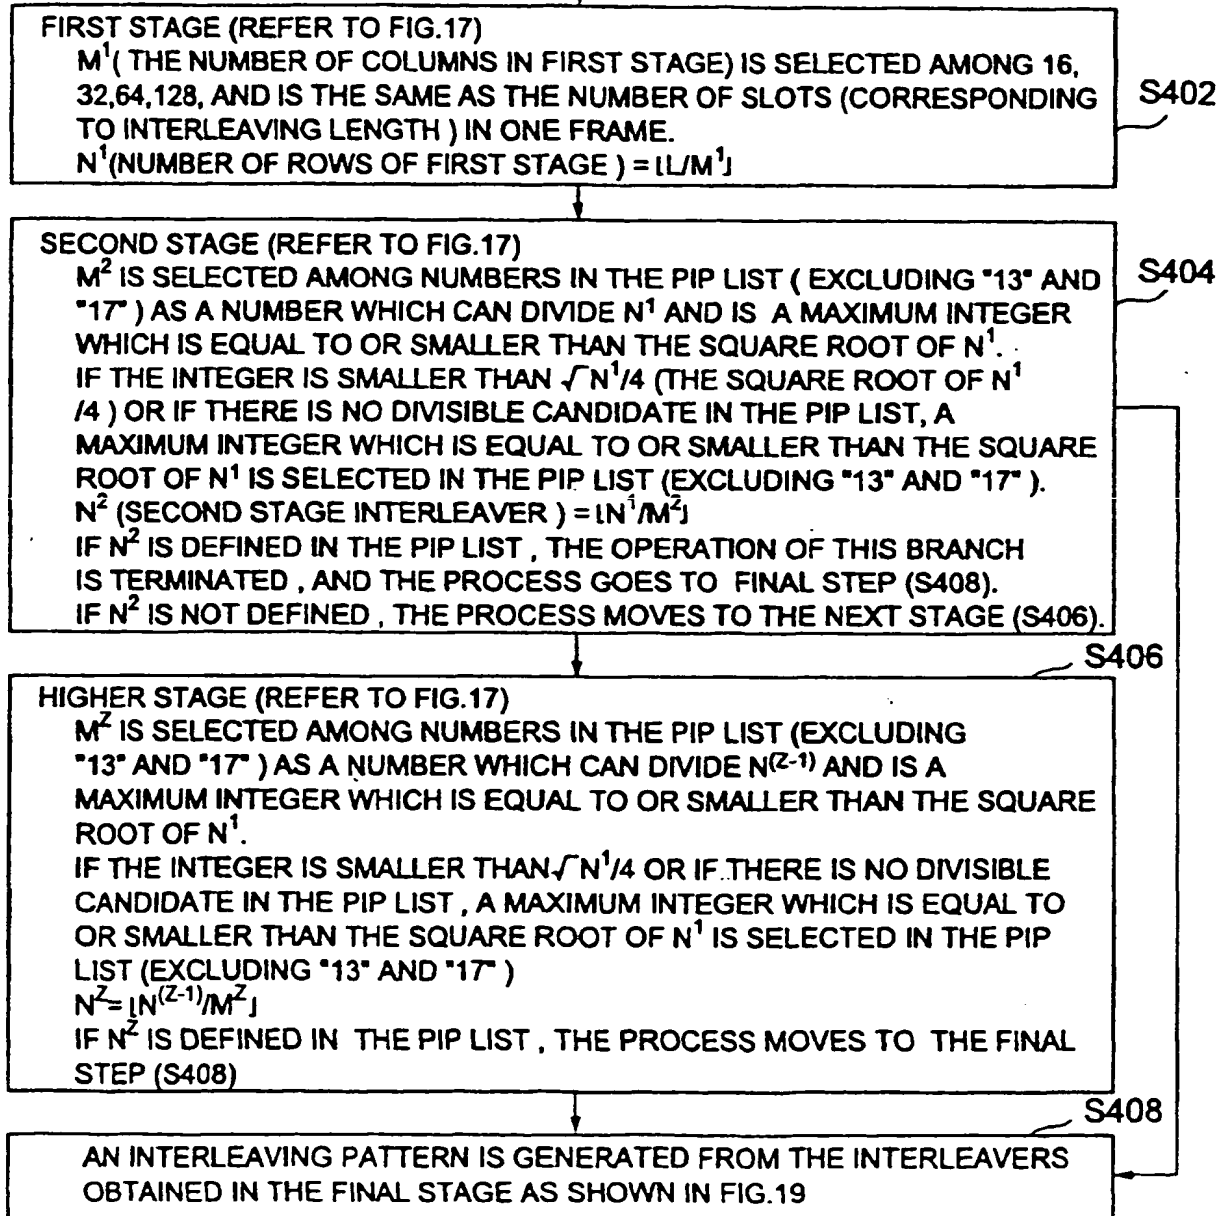 FIRST STAGE (REFER TO FIG.17)
M¹( THE NUMBER OF COLUMNS IN FIRST STAGE) IS SELECTED AMONG 16,
32,64,128, AND IS THE SAME AS THE NUMBER OF SLOTS (CORRESPONDING
TO INTERLEAVING LENGTH ) IN ONE FRAME.
N¹(NUMBER OF ROWS OF FIRST STAGE ) = ⌊L/M¹⌋
S402
SECOND STAGE (REFER TO FIG.17)
M² IS SELECTED AMONG NUMBERS IN THE PIP LIST ( EXCLUDING "13" AND
"17" ) AS A NUMBER WHICH CAN DIVIDE N¹ AND IS A MAXIMUM INTEGER
WHICH IS EQUAL TO OR SMALLER THAN THE SQUARE ROOT OF N¹.
IF THE INTEGER IS SMALLER THAN √N¹/4 (THE SQUARE ROOT OF N¹
/4 ) OR IF THERE IS NO DIVISIBLE CANDIDATE IN THE PIP LIST, A
MAXIMUM INTEGER WHICH IS EQUAL TO OR SMALLER THAN THE SQUARE
ROOT OF N¹ IS SELECTED IN THE PIP LIST (EXCLUDING "13" AND "17" ).
N² (SECOND STAGE INTERLEAVER ) = ⌊N¹/M²⌋
IF N² IS DEFINED IN THE PIP LIST , THE OPERATION OF THIS BRANCH
IS TERMINATED , AND THE PROCESS GOES TO FINAL STEP (S408).
IF N² IS NOT DEFINED , THE PROCESS MOVES TO THE NEXT STAGE (S406).
S404
S406
HIGHER STAGE (REFER TO FIG.17)
M^Z IS SELECTED AMONG NUMBERS IN THE PIP LIST (EXCLUDING
"13" AND "17" ) AS A NUMBER WHICH CAN DIVIDE N^(Z-1) AND IS A
MAXIMUM INTEGER WHICH IS EQUAL TO OR SMALLER THAN THE SQUARE
ROOT OF N¹.
IF THE INTEGER IS SMALLER THAN √N¹/4 OR IF THERE IS NO DIVISIBLE
CANDIDATE IN THE PIP LIST , A MAXIMUM INTEGER WHICH IS EQUAL TO
OR SMALLER THAN THE SQUARE ROOT OF N¹ IS SELECTED IN THE PIP
LIST (EXCLUDING "13" AND "17" )
N^Z= ⌊N^(Z-1)/M^Z⌋
IF N^Z IS DEFINED IN THE PIP LIST , THE PROCESS MOVES TO THE FINAL
STEP (S408)
S408
AN INTERLEAVING PATTERN IS GENERATED FROM THE INTERLEAVERS
OBTAINED IN THE FINAL STAGE AS SHOWN IN FIG.19